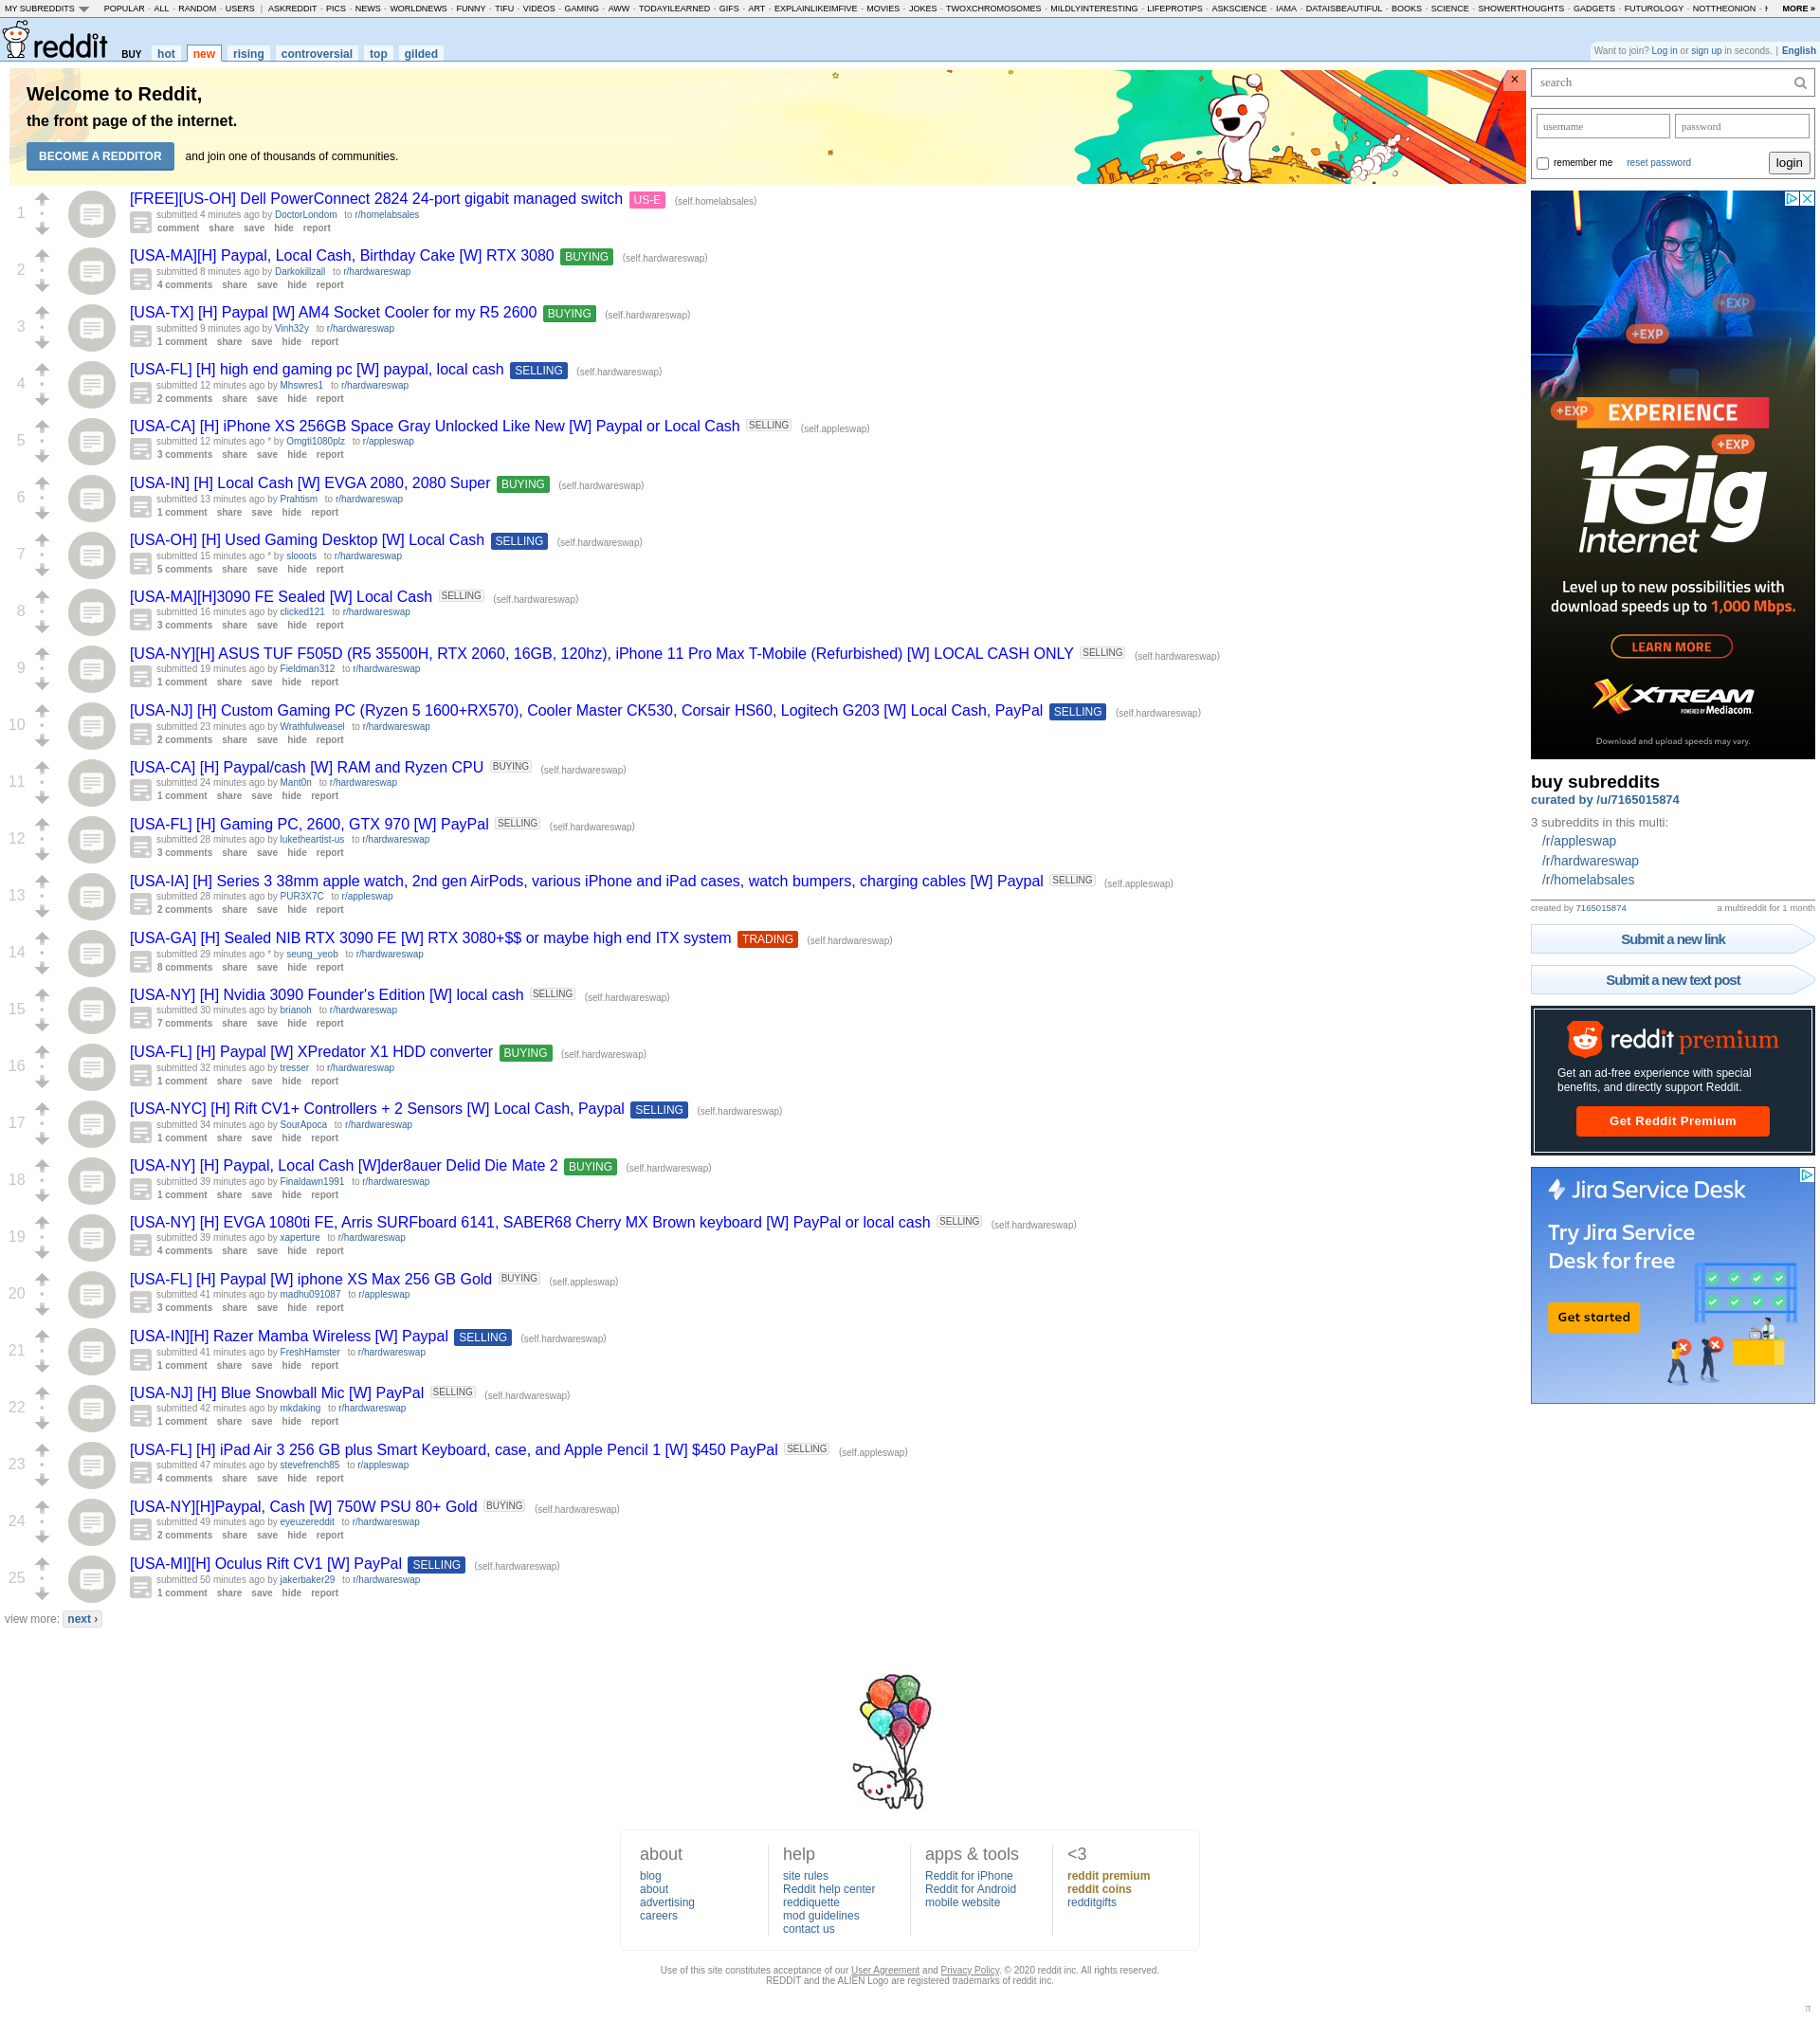 MY SUBREDDITS POPULAR - ALL - RANDOM - USERS | ASKREDDIT - PICS - NEWS - WORLDNEWS - FUNNY - TIFU - VIDEOS - GAMING - AWW - TODAYILEARNED - GIFS - ART - EXPLAINLIKEIMFIVE - MOVIES - JOKES - TWOXCHROMOSOMES - MILDLYINTERESTING - LIFEPROTIPS - ASKSCIENCE - IAMA - DATAISBEAUTIFUL - BOOKS - SCIENCE - SHOWERTHOUGHTS - GADGETS - FUTUROLOGY - NOTTHEONION - MORE »
reddit BUY hot new rising controversial top gilded
Want to join? Log in or sign up in seconds. | English
Welcome to Reddit,
the front page of the internet.
BECOME A REDDITOR and join one of thousands of communities.
×
1 [FREE][US-OH] Dell PowerConnect 2824 24-port gigabit managed switch US-E (self.homelabsales)
submitted 4 minutes ago by DoctorLondom to r/homelabsales
comment share save hide report
2 [USA-MA][H] Paypal, Local Cash, Birthday Cake [W] RTX 3080 BUYING (self.hardwareswap)
submitted 8 minutes ago by Darkokillzall to r/hardwareswap
4 comments share save hide report
3 [USA-TX] [H] Paypal [W] AM4 Socket Cooler for my R5 2600 BUYING (self.hardwareswap)
submitted 9 minutes ago by Vinh32y to r/hardwareswap
1 comment share save hide report
4 [USA-FL] [H] high end gaming pc [W] paypal, local cash SELLING (self.hardwareswap)
submitted 12 minutes ago by Mhswres1 to r/hardwareswap
2 comments share save hide report
5 [USA-CA] [H] iPhone XS 256GB Space Gray Unlocked Like New [W] Paypal or Local Cash SELLING (self.appleswap)
submitted 12 minutes ago * by Omgti1080plz to r/appleswap
3 comments share save hide report
6 [USA-IN] [H] Local Cash [W] EVGA 2080, 2080 Super BUYING (self.hardwareswap)
submitted 13 minutes ago by Prahtism to r/hardwareswap
1 comment share save hide report
7 [USA-OH] [H] Used Gaming Desktop [W] Local Cash SELLING (self.hardwareswap)
submitted 15 minutes ago * by slooots to r/hardwareswap
5 comments share save hide report
8 [USA-MA][H]3090 FE Sealed [W] Local Cash SELLING (self.hardwareswap)
submitted 16 minutes ago by clicked121 to r/hardwareswap
3 comments share save hide report
9 [USA-NY][H] ASUS TUF F505D (R5 35500H, RTX 2060, 16GB, 120hz), iPhone 11 Pro Max T-Mobile (Refurbished) [W] LOCAL CASH ONLY SELLING (self.hardwareswap)
submitted 19 minutes ago by Fieldman312 to r/hardwareswap
1 comment share save hide report
10 [USA-NJ] [H] Custom Gaming PC (Ryzen 5 1600+RX570), Cooler Master CK530, Corsair HS60, Logitech G203 [W] Local Cash, PayPal SELLING (self.hardwareswap)
submitted 23 minutes ago by Wrathfulweasel to r/hardwareswap
2 comments share save hide report
11 [USA-CA] [H] Paypal/cash [W] RAM and Ryzen CPU BUYING (self.hardwareswap)
submitted 24 minutes ago by Mant0n to r/hardwareswap
1 comment share save hide report
12 [USA-FL] [H] Gaming PC, 2600, GTX 970 [W] PayPal SELLING (self.hardwareswap)
submitted 28 minutes ago by luketheartist-us to r/hardwareswap
3 comments share save hide report
13 [USA-IA] [H] Series 3 38mm apple watch, 2nd gen AirPods, various iPhone and iPad cases, watch bumpers, charging cables [W] Paypal SELLING (self.appleswap)
submitted 28 minutes ago by PUR3X7C to r/appleswap
2 comments share save hide report
14 [USA-GA] [H] Sealed NIB RTX 3090 FE [W] RTX 3080+$$ or maybe high end ITX system TRADING (self.hardwareswap)
submitted 29 minutes ago * by seung_yeob to r/hardwareswap
8 comments share save hide report
15 [USA-NY] [H] Nvidia 3090 Founder's Edition [W] local cash SELLING (self.hardwareswap)
submitted 30 minutes ago by brianoh to r/hardwareswap
7 comments share save hide report
16 [USA-FL] [H] Paypal [W] XPredator X1 HDD converter BUYING (self.hardwareswap)
submitted 32 minutes ago by tresser to r/hardwareswap
1 comment share save hide report
17 [USA-NYC] [H] Rift CV1+ Controllers + 2 Sensors [W] Local Cash, Paypal SELLING (self.hardwareswap)
submitted 34 minutes ago by SourApoca to r/hardwareswap
1 comment share save hide report
18 [USA-NY] [H] Paypal, Local Cash [W]der8auer Delid Die Mate 2 BUYING (self.hardwareswap)
submitted 39 minutes ago by Finaldawn1991 to r/hardwareswap
1 comment share save hide report
19 [USA-NY] [H] EVGA 1080ti FE, Arris SURFboard 6141, SABER68 Cherry MX Brown keyboard [W] PayPal or local cash SELLING (self.hardwareswap)
submitted 39 minutes ago by xaperture to r/hardwareswap
4 comments share save hide report
20 [USA-FL] [H] Paypal [W] iphone XS Max 256 GB Gold BUYING (self.appleswap)
submitted 41 minutes ago by madhu091087 to r/appleswap
3 comments share save hide report
21 [USA-IN][H] Razer Mamba Wireless [W] Paypal SELLING (self.hardwareswap)
submitted 41 minutes ago by FreshHamster to r/hardwareswap
1 comment share save hide report
22 [USA-NJ] [H] Blue Snowball Mic [W] PayPal SELLING (self.hardwareswap)
submitted 42 minutes ago by mkdaking to r/hardwareswap
1 comment share save hide report
23 [USA-FL] [H] iPad Air 3 256 GB plus Smart Keyboard, case, and Apple Pencil 1 [W] $450 PayPal SELLING (self.appleswap)
submitted 47 minutes ago by stevefrench85 to r/appleswap
4 comments share save hide report
24 [USA-NY][H]Paypal, Cash [W] 750W PSU 80+ Gold BUYING (self.hardwareswap)
submitted 49 minutes ago by eyeuzereddit to r/hardwareswap
2 comments share save hide report
25 [USA-MI][H] Oculus Rift CV1 [W] PayPal SELLING (self.hardwareswap)
submitted 50 minutes ago by jakerbaker29 to r/hardwareswap
1 comment share save hide report
view more: next ›
search
username password
remember me reset password login
+EXP
+EXP
+EXP EXPERIENCE
+EXP
1Gig
Internet
Level up to new possibilities with
download speeds up to 1,000 Mbps.
LEARN MORE
XTREAM
POWERED BY Mediacom.
Download and upload speeds may vary.
buy subreddits
curated by /u/7165015874
3 subreddits in this multi:
/r/appleswap
/r/hardwareswap
/r/homelabsales
created by 7165015874 a multireddit for 1 month
Submit a new link
Submit a new text post
reddit premium
Get an ad-free experience with special
benefits, and directly support Reddit.
Get Reddit Premium
Jira Service Desk
Try Jira Service
Desk for free
Get started
about
blog
about
advertising
careers
help
site rules
Reddit help center
reddiquette
mod guidelines
contact us
apps & tools
Reddit for iPhone
Reddit for Android
mobile website
<3
reddit premium
reddit coins
redditgifts
Use of this site constitutes acceptance of our User Agreement and Privacy Policy. © 2020 reddit inc. All rights reserved.
REDDIT and the ALIEN Logo are registered trademarks of reddit inc.
π